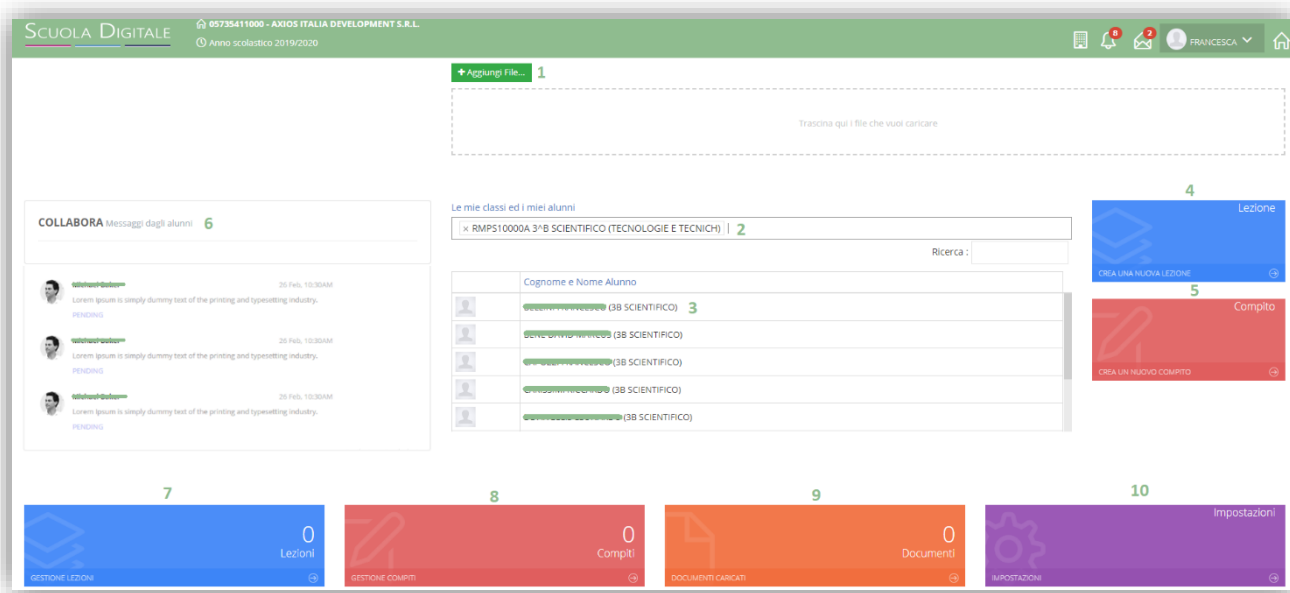 SCUOLA DIGITALE
05735411000 - AXIOS ITALIA DEVELOPMENT S.R.L.
Anno scolastico 2019/2020
8
2
FRANCESCA
+ Aggiungi File... 1
Trascina qui i file che vuoi caricare
COLLABORA Messaggi dagli alunni 6
26 Feb, 10:30AM
Lorem Ipsum is simply dummy text of the printing and typesetting industry.
PENDING
26 Feb, 10:30AM
Lorem Ipsum is simply dummy text of the printing and typesetting industry.
PENDING
26 Feb, 10:30AM
Lorem Ipsum is simply dummy text of the printing and typesetting industry.
PENDING
Le mie classi ed i miei alunni
× RMPS10000A 3^B SCIENTIFICO (TECNOLOGIE E TECNICH) 2
Ricerca :
Cognome e Nome Alunno
(3B SCIENTIFICO) 3
(3B SCIENTIFICO)
(3B SCIENTIFICO)
(3B SCIENTIFICO)
(3B SCIENTIFICO)
4
Lezione
CREA UNA NUOVA LEZIONE
5
Compito
CREA UN NUOVO COMPITO
7
0
Lezioni
GESTIONE LEZIONI
8
0
Compiti
GESTIONE COMPITI
9
0
Documenti
DOCUMENTI CARICATI
10
Impostazioni
IMPOSTAZIONI